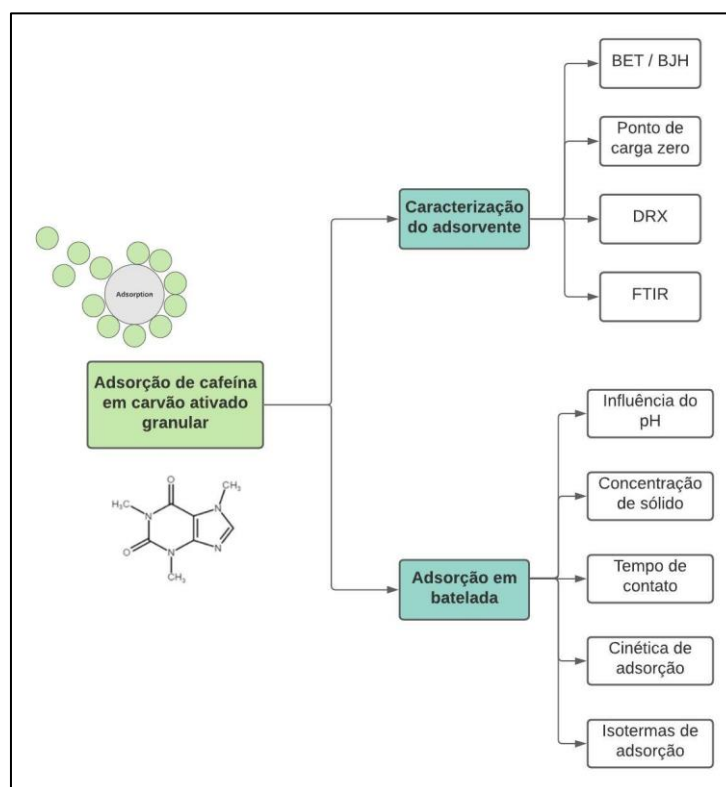 BET / BJH
Ponto de
carga zero
Caracterização
do adsorvente
DRX
FTIR
Adsorption
Adsorção de cafeína
em carvão ativado
granular
Influência do
pH
Concentração
de sólido
Adsorção em
batelada
Tempo de
contato
Cinética de
adsorção
Isotermas de
adsorção
O
CH₃
H₃C
N
N
O
N
N
CH₃